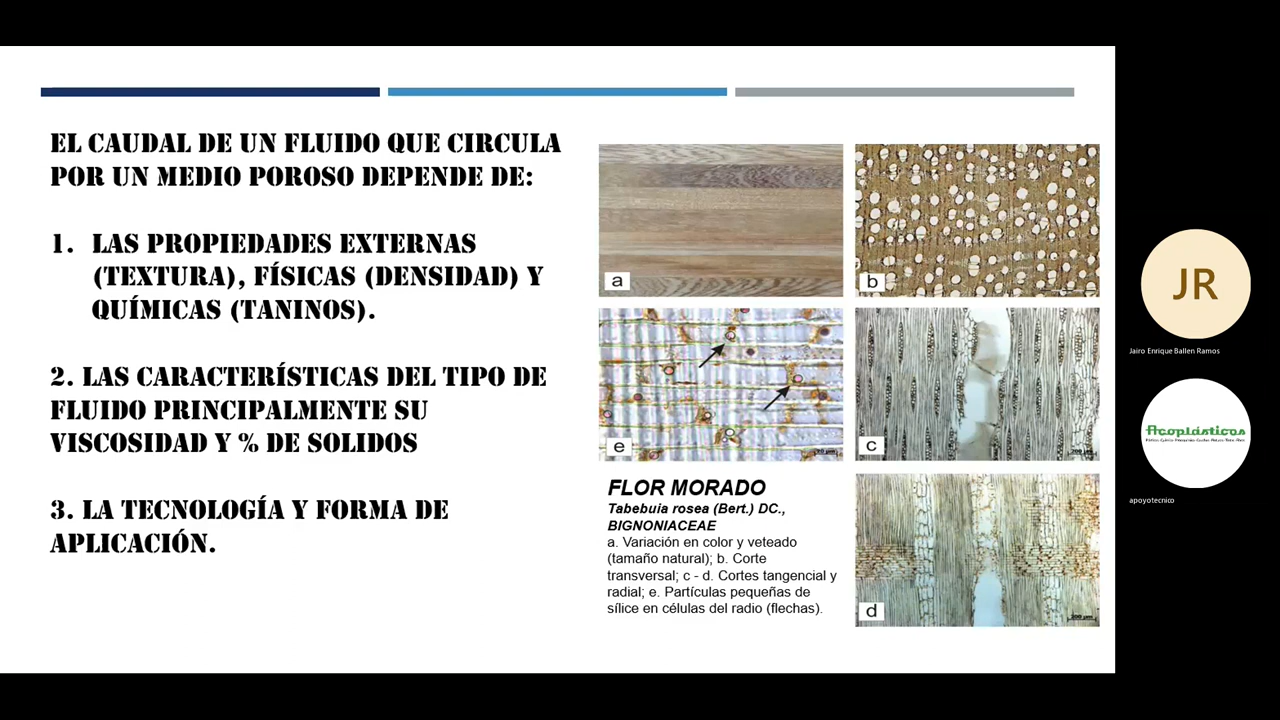 EL CAUDAL DE UN FLUIDO QUE CIRCULA
POR UN MEDIO POROSO DEPENDE DE:
1. LAS PROPIEDADES EXTERNAS
(TEXTURA), FÍSICAS (DENSIDAD) Y
QUÍMICAS (TANINOS).
2. LAS CARACTERÍSTICAS DEL TIPO DE
FLUIDO PRINCIPALMENTE SU
VISCOSIDAD Y % DE SOLIDOS
3. LA TECNOLOGÍA Y FORMA DE
APLICACIÓN.
a
b
e
c
d
FLOR MORADO
Tabebuia rosea (Bert.) DC.,
BIGNONIACEAE
a. Variación en color y veteado
(tamaño natural); b. Corte
transversal; c - d. Cortes tangencial y
radial; e. Partículas pequeñas de
sílice en células del radio (flechas).
JR
Jairo Enrique Ballen Ramos
Acoplásticos
apoyotecnico